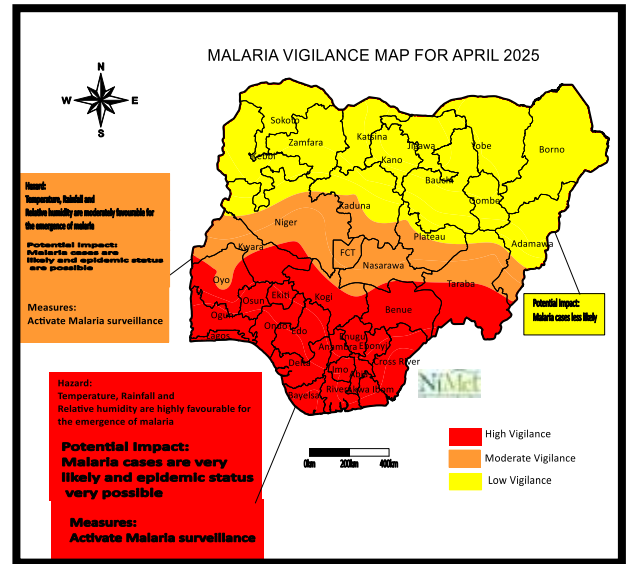 MALARIA VIGILANCE MAP FOR APRIL 2025
N
W
E
S
Sokoto
Zamfara
Katsina
Kano
Jigawa
Yobe
Borno
Kebbi
Bauchi
Gombe
Kaduna
Niger
Plateau
Adamawa
Kwara
FCT
Nasarawa
Taraba
Oyo
Osun
Ekiti
Kogi
Benue
Ogun
Lagos
Ondo
Edo
Enugu
Anambra
Ebonyi
Cross River
Delta
Imo
Abia
Bayelsa
Rivers
Akwa Ibom
Hazard:
Temperature, Rainfall and
Relative humidity are moderately favourable for
the emergence of malaria
Potential Impact:
Malaria cases are
likely and epidemic status
are possible
Measures:
Activate Malaria surveillance
Potential Impact:
Malaria cases less likely
Hazard:
Temperature, Rainfall and
Relative humidity are highly favourable for
the emergence of malaria
Potential Impact:
Malaria cases are very
likely and epidemic status
very possible
Measures:
Activate Malaria surveillance
NiMet
0km 200km 400km
High Vigilance
Moderate Vigilance
Low Vigilance